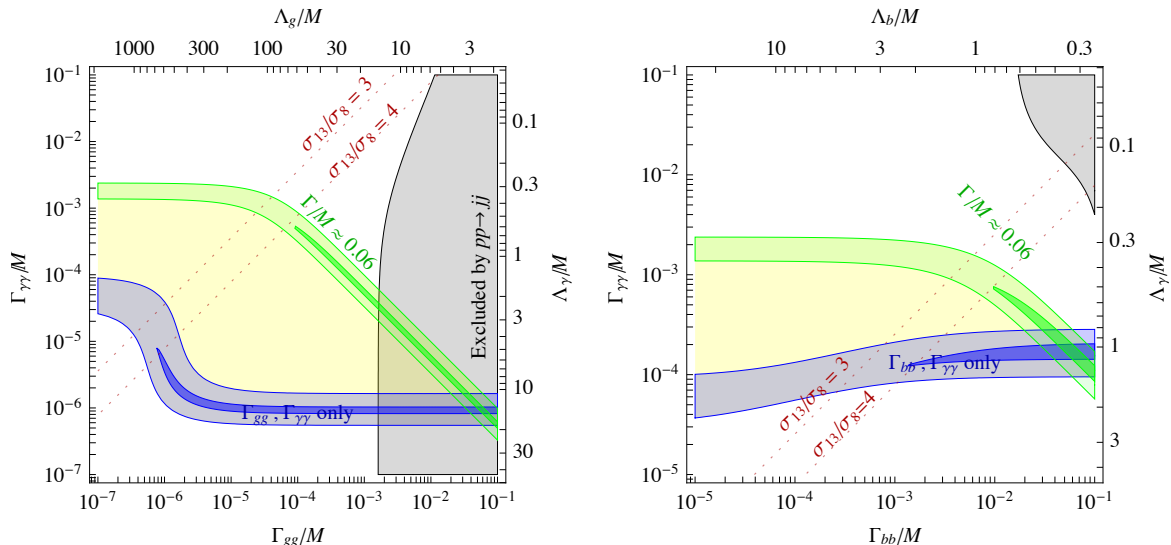 Λg/M
1000 300 100 30 10 3
10⁻¹
10⁻²
10⁻³
10⁻⁴
10⁻⁵
10⁻⁶
10⁻⁷
Γγγ/M
σ13/σ8 = 3
σ13/σ8 = 4
Γ/M ≈ 0.06
Excluded by pp→ jj
Γgg , Γγγ only
0.1
0.3
1
3
10
30
Λγ/M
10⁻⁷ 10⁻⁶ 10⁻⁵ 10⁻⁴ 10⁻³ 10⁻² 10⁻¹
Γgg/M
Λb/M
10 3 1 0.3
10⁻¹
10⁻²
10⁻³
10⁻⁴
10⁻⁵
Γγγ/M
Γ/M ≈ 0.06
Γbb , Γγγ only
σ13/σ8 = 3
σ13/σ8=4
0.1
0.3
1
3
Λγ/M
10⁻⁵ 10⁻⁴ 10⁻³ 10⁻² 10⁻¹
Γbb/M